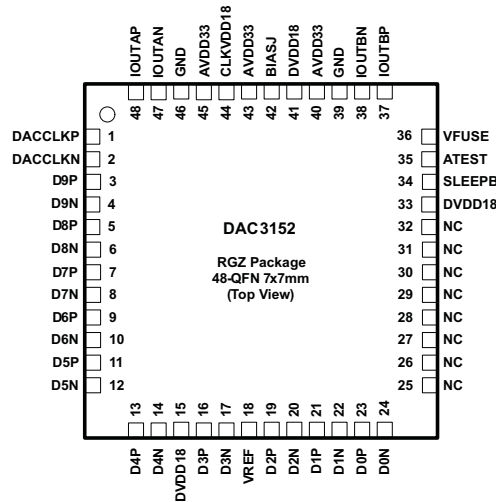 IOUTAP
IOUTAN
GND
AVDD33
CLKVDD18
AVDD33
BIASJ
DVDD18
AVDD33
GND
IOUTBN
IOUTBP
48
47
46
45
44
43
42
41
40
39
38
37
DACCLKP 1
DACCLKN 2
D9P 3
D9N 4
D8P 5
D8N 6
D7P 7
D7N 8
D6P 9
D6N 10
D5P 11
D5N 12
DAC3152
RGZ Package
48-QFN 7x7mm
(Top View)
36 VFUSE
35 ATEST
34 SLEEPB
33 DVDD18
32 NC
31 NC
30 NC
29 NC
28 NC
27 NC
26 NC
25 NC
13
14
15
16
17
18
19
20
21
22
23
24
D4P
D4N
DVDD18
D3P
D3N
VREF
D2P
D2N
D1P
D1N
D0P
D0N